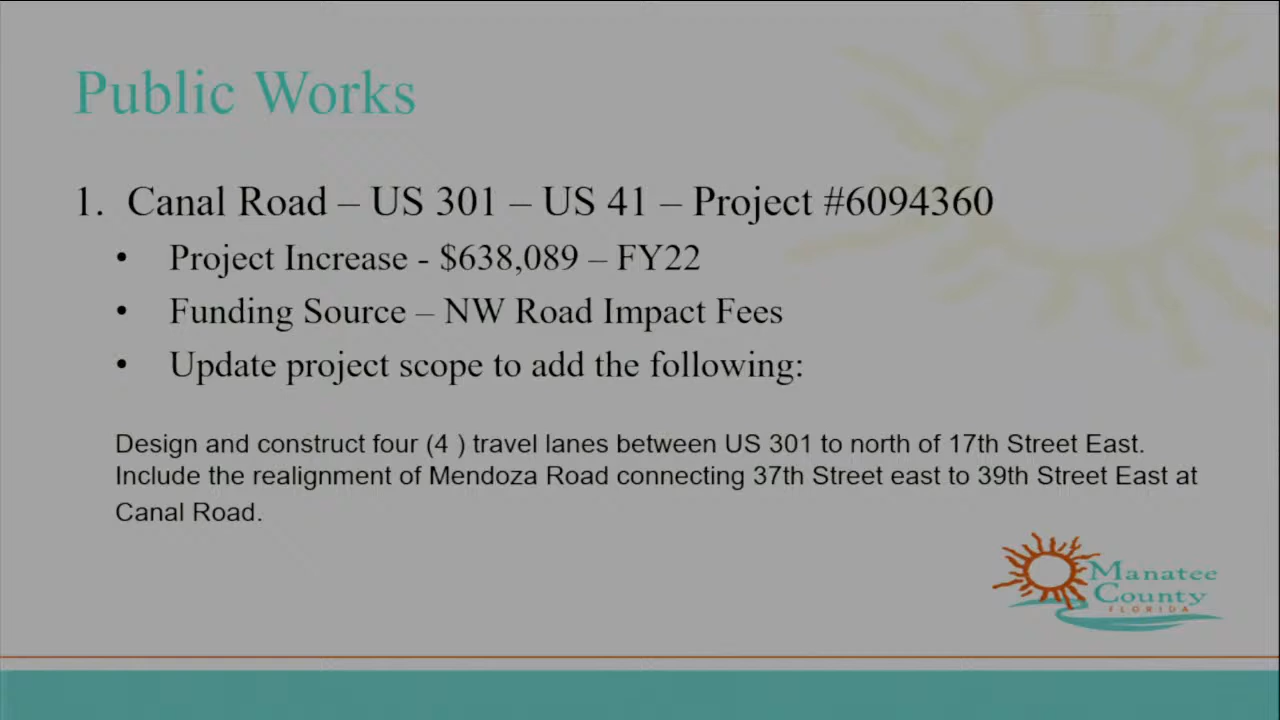 Public Works
1. Canal Road – US 301 – US 41 – Project #6094360
• Project Increase - $638,089 – FY22
• Funding Source – NW Road Impact Fees
• Update project scope to add the following:
Design and construct four (4 ) travel lanes between US 301 to north of 17th Street East.
Include the realignment of Mendoza Road connecting 37th Street east to 39th Street East at
Canal Road.
Manatee
County
FLORIDA